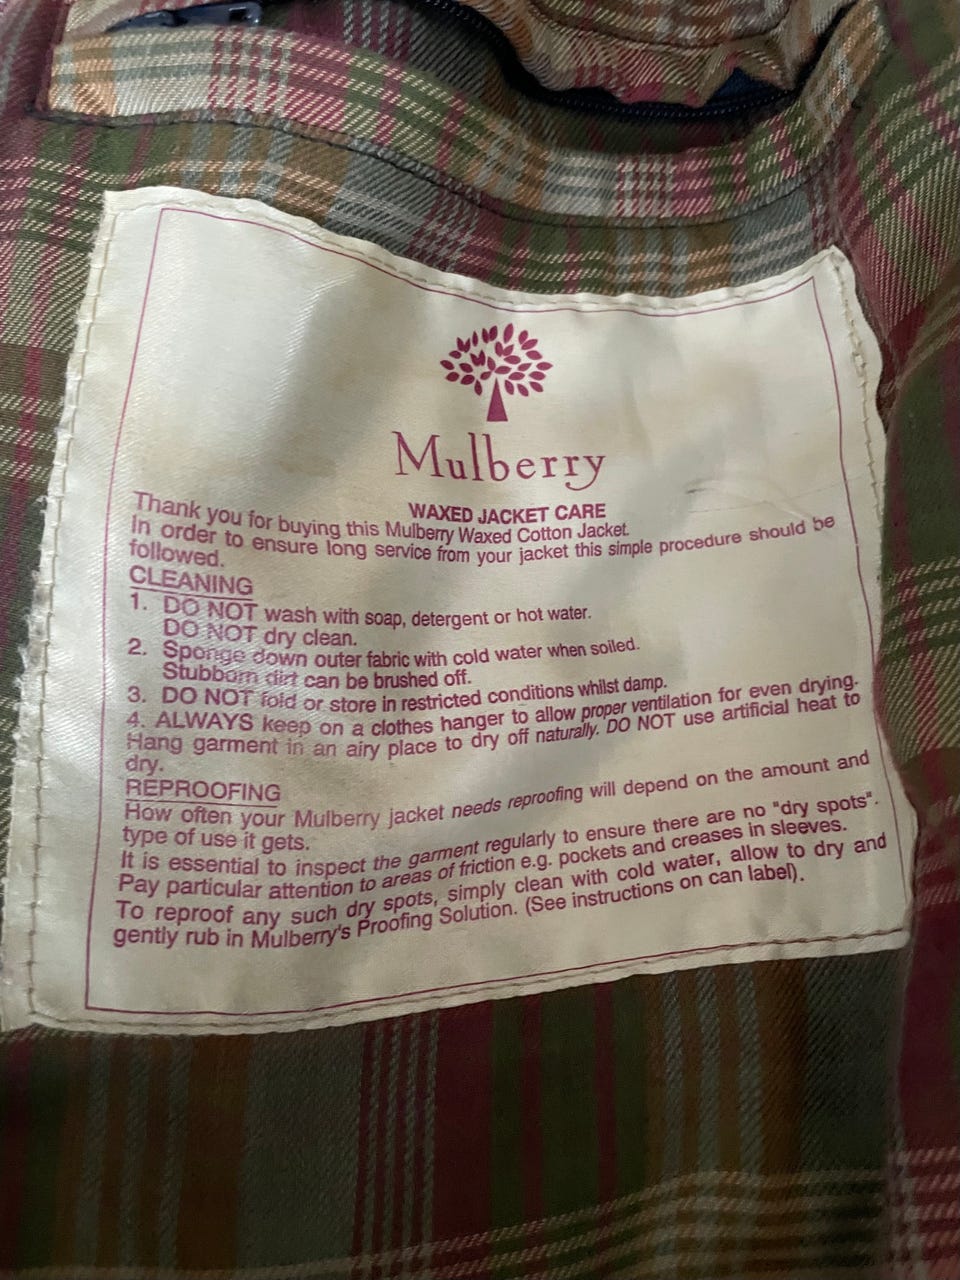 Mulberry
WAXED JACKET CARE
Thank you for buying this Mulberry Waxed Cotton Jacket.
In order to ensure long service from your jacket this simple procedure should be
followed.
CLEANING
1. DO NOT wash with soap, detergent or hot water.
DO NOT dry clean.
2. Sponge down outer fabric with cold water when soiled.
Stubborn dirt can be brushed off.
3. DO NOT fold or store in restricted conditions whilst damp.
4. ALWAYS keep on a clothes hanger to allow proper ventilation for even drying.
Hang garment in an airy place to dry off naturally. DO NOT use artificial heat to
dry.
REPROOFING
How often your Mulberry jacket needs reproofing will depend on the amount and
type of use it gets.
It is essential to inspect the garment regularly to ensure there are no "dry spots".
Pay particular attention to areas of friction e.g. pockets and creases in sleeves.
To reproof any such dry spots, simply clean with cold water, allow to dry and
gently rub in Mulberry's Proofing Solution. (See instructions on can label).